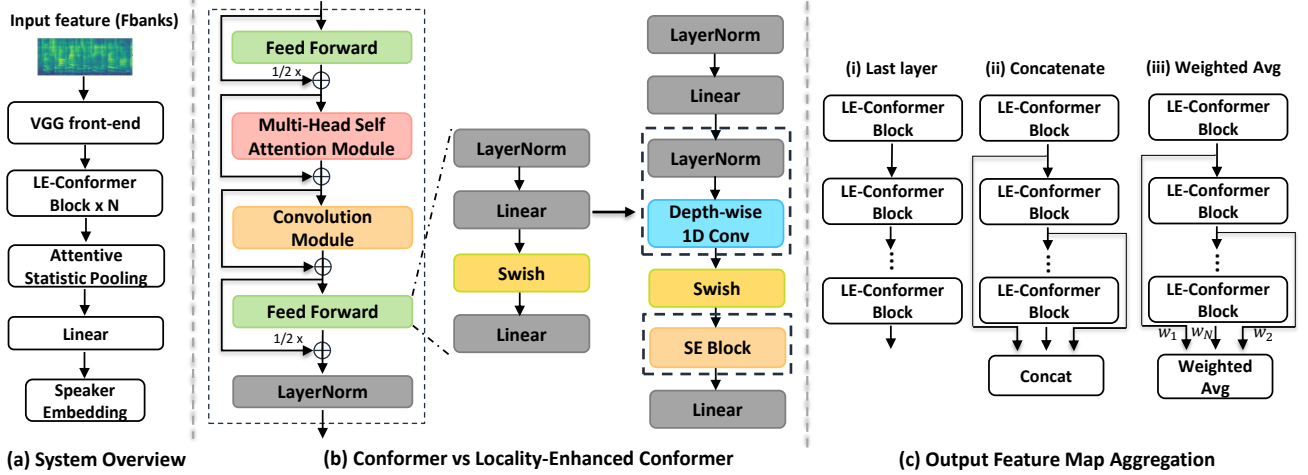 Input feature (Fbanks)
VGG front-end
LE-Conformer
Block x N
Attentive
Statistic Pooling
Linear
Speaker
Embedding
(a) System Overview
Feed Forward
1/2 x
Multi-Head Self
Attention Module
Convolution
Module
Feed Forward
1/2 x
LayerNorm
LayerNorm
Linear
Swish
Linear
LayerNorm
Linear
LayerNorm
Depth-wise
1D Conv
Swish
SE Block
Linear
(b) Conformer vs Locality-Enhanced Conformer
(i) Last layer
LE-Conformer
Block
LE-Conformer
Block
LE-Conformer
Block
(ii) Concatenate
LE-Conformer
Block
LE-Conformer
Block
LE-Conformer
Block
Concat
(iii) Weighted Avg
LE-Conformer
Block
LE-Conformer
Block
LE-Conformer
Block
w₁ w_N w₂
Weighted
Avg
(c) Output Feature Map Aggregation